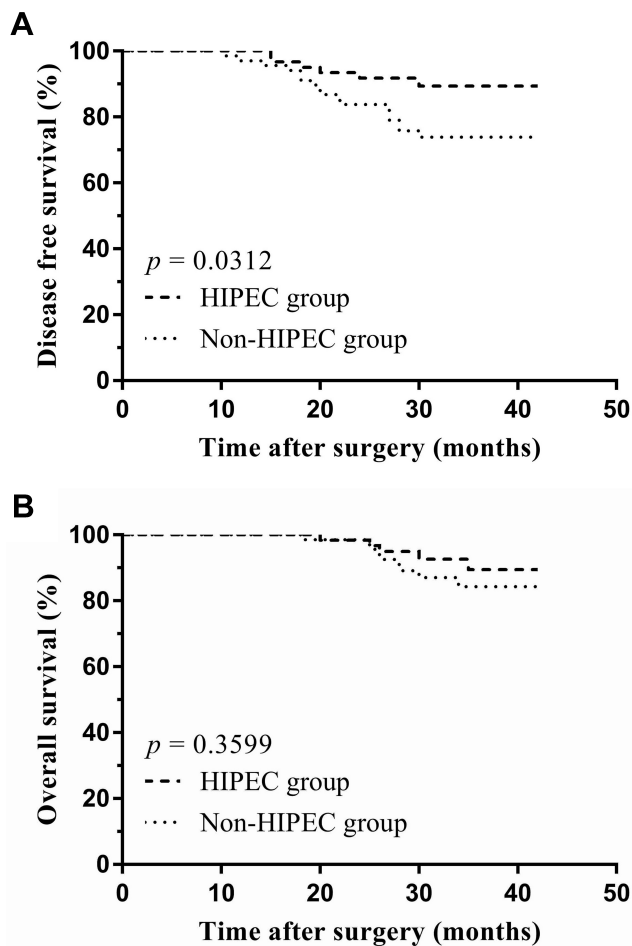 A
Disease free survival (%)
100
80
60
40
20
0
p = 0.0312
HIPEC group
Non-HIPEC group
0 10 20 30 40 50
Time after surgery (months)
B
Overall survival (%)
100
80
60
40
20
0
p = 0.3599
HIPEC group
Non-HIPEC group
0 10 20 30 40 50
Time after surgery (months)